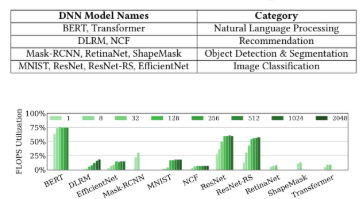 DNN Model Names Category
BERT, Transformer Natural Language Processing
DLRM, NCF Recommendation
Mask-RCNN, RetinaNet, ShapeMask Object Detection & Segmentation
MNIST, ResNet, ResNet-RS, EfficientNet Image Classification
FLOPS Utilization
100%
75%
50%
25%
0%
1 8 32 128 256 512 1024 2048
BERT DLRM EfficientNet Mask-RCNN MNIST NCF ResNet ResNet-RS RetinaNet ShapeMask Transformer